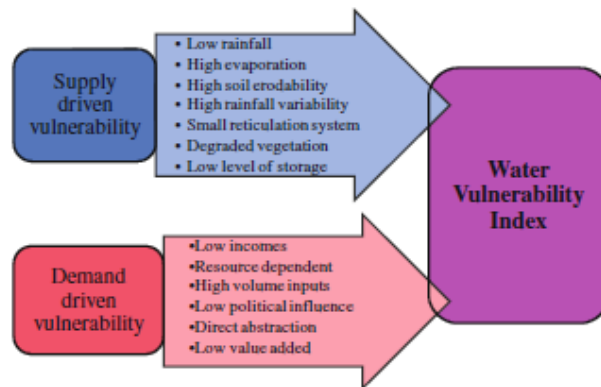 Supply
driven
vulnerability
• Low rainfall
• High evaporation
• High soil erodability
• High rainfall variability
• Small reticulation system
• Degraded vegetation
• Low level of storage
Demand
driven
vulnerability
•Low incomes
•Resource dependent
•High volume inputs
•Low political influence
•Direct abstraction
•Low value added
Water
Vulnerability
Index